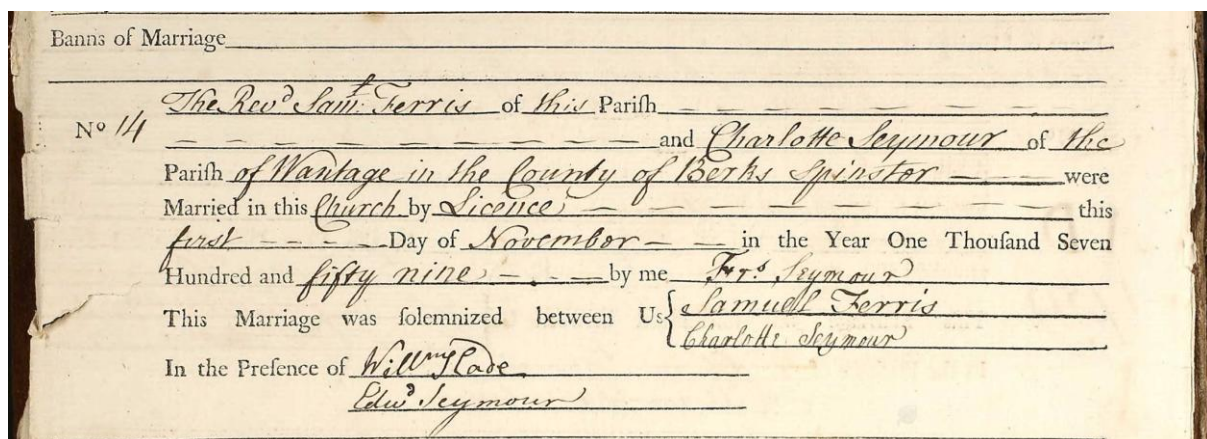 Banns of Marriage
The Revd Saml. Ferris of this Pariſh
No 14 and Charlotte Seymour of the
Pariſh of Wantage in the County of Berks Spinster were
Married in this Church by Licence this
first Day of November in the Year One Thouſand Seven
Hundred and fifty nine by me Frs. Seymour
This Marriage was ſolemnized between Us { Samuell Ferris
Charlotte Seymour
In the Preſence of Willm Slade
Edwd Seymour